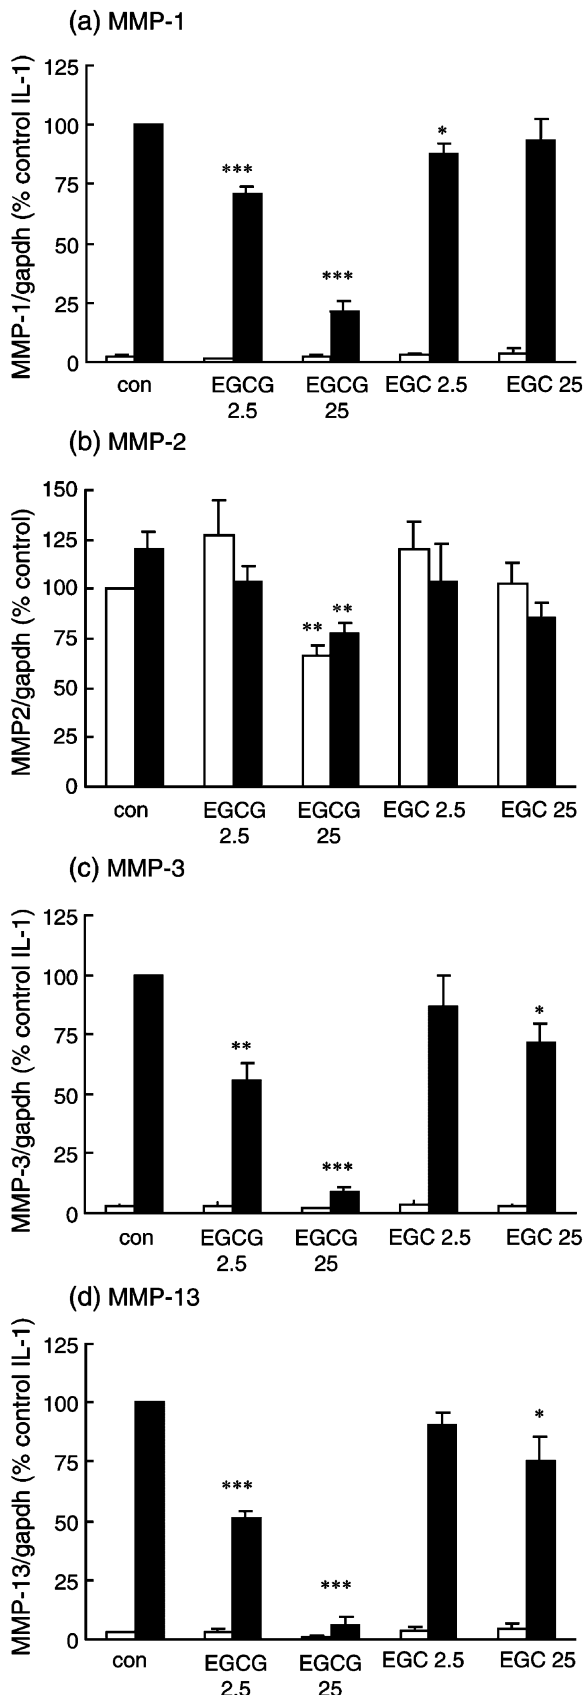 (a) MMP-1
MMP-1/gapdh (% control IL-1)
125
100
75
50
25
0
***
***
*
con
EGCG
2.5
EGCG
25
EGC 2.5
EGC 25
(b) MMP-2
MMP2/gapdh (% control)
150
125
100
75
50
25
0
**
**
con
EGCG
2.5
EGCG
25
EGC 2.5
EGC 25
(c) MMP-3
MMP-3/gapdh (% control IL-1)
125
100
75
50
25
0
**
***
*
con
EGCG
2.5
EGCG
25
EGC 2.5
EGC 25
(d) MMP-13
MMP-13/gapdh (% control IL-1)
125
100
75
50
25
0
***
***
*
con
EGCG
2.5
EGCG
25
EGC 2.5
EGC 25